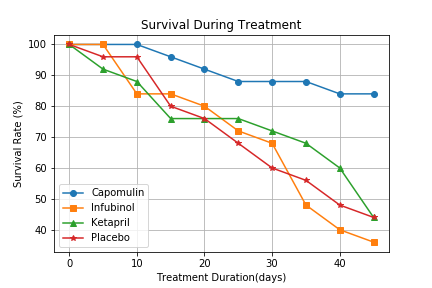 Survival During Treatment
100
90
80
70
60
50
40
Survival Rate (%)
Capomulin
Infubinol
Ketapril
Placebo
0
10
20
30
40
Treatment Duration(days)